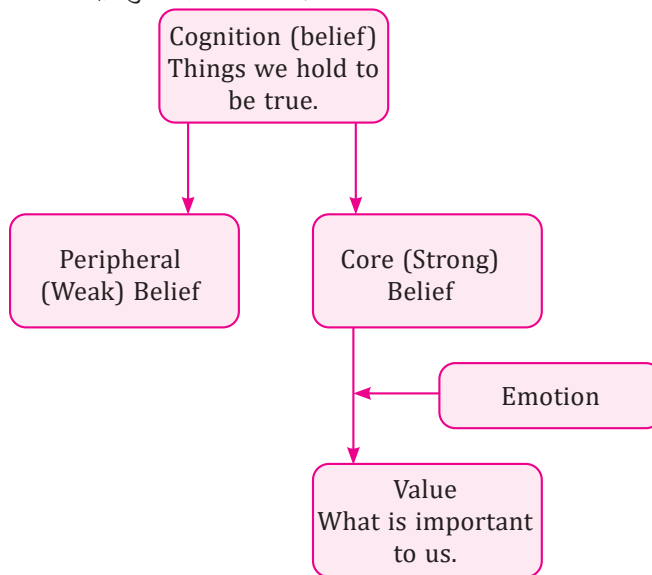 Cognition (belief)
Things we hold to
be true.
Peripheral
(Weak) Belief
Core (Strong)
Belief
Emotion
Value
What is important
to us.